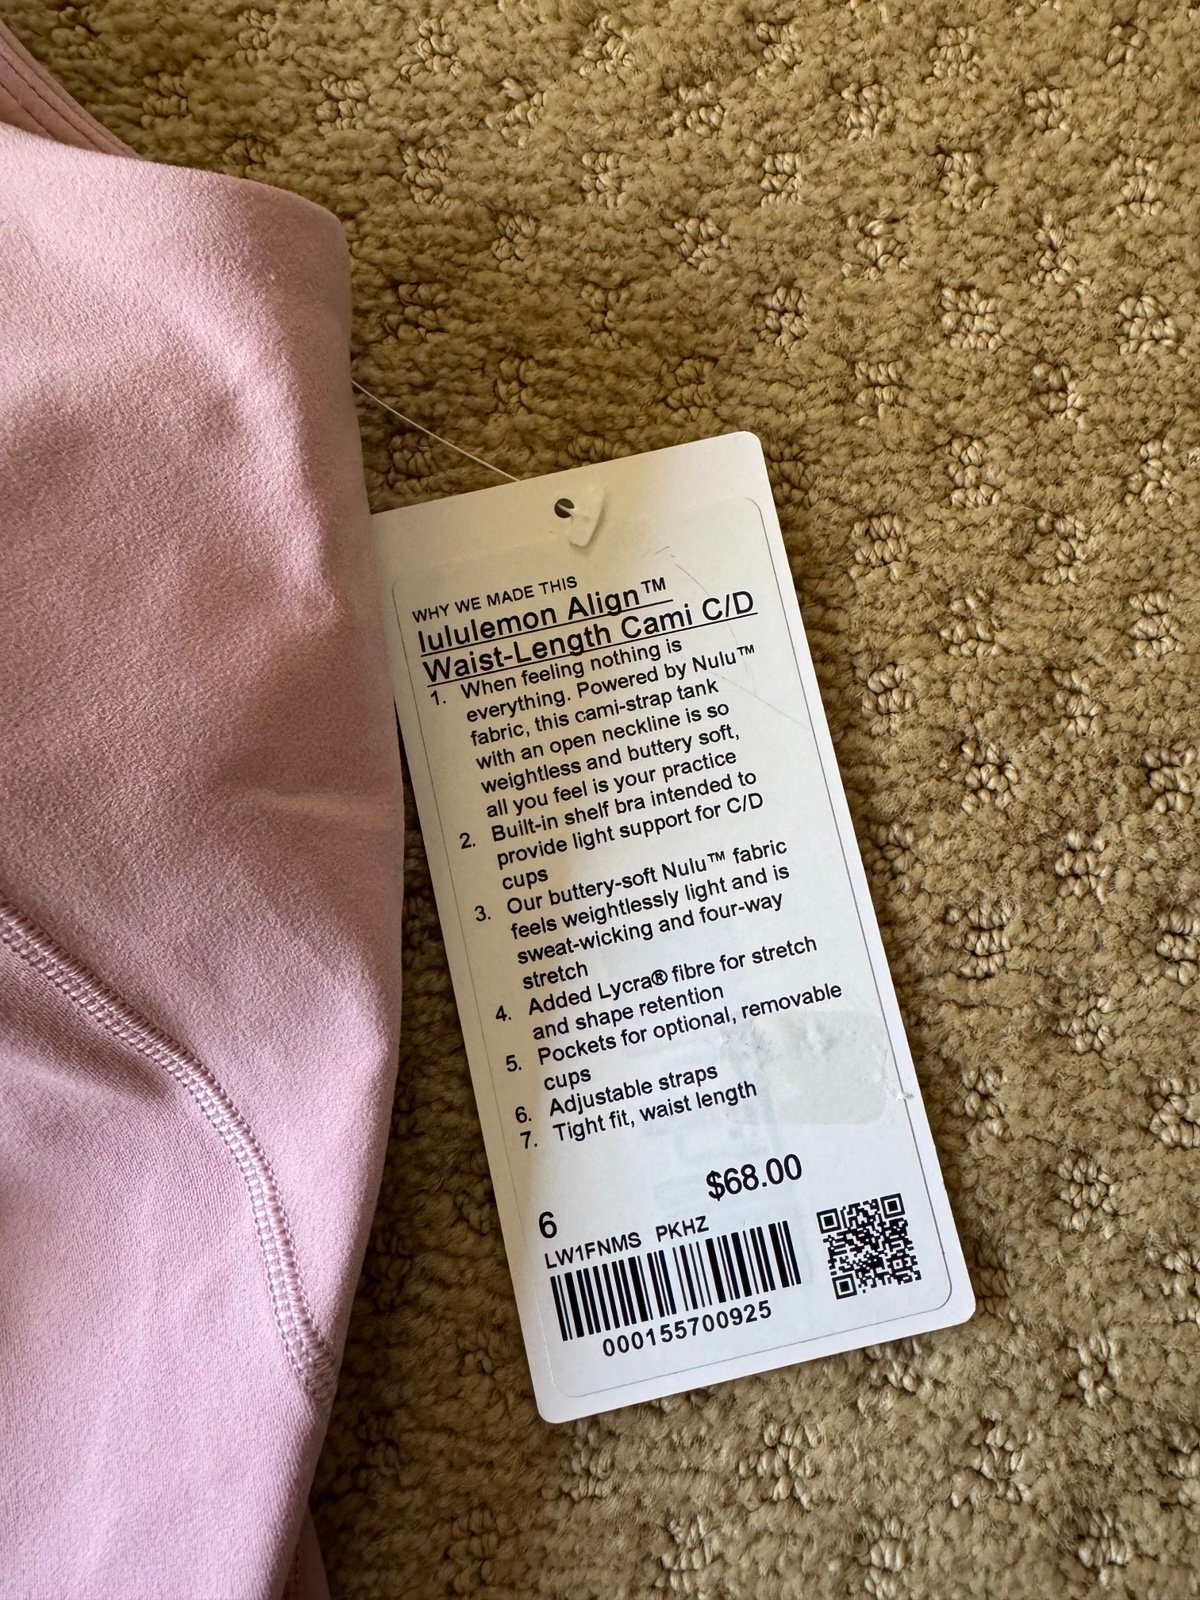 WHY WE MADE THIS
lululemon Align™
Waist-Length Cami C/D
1. When feeling nothing is
everything. Powered by Nulu™
fabric, this cami-strap tank
with an open neckline is so
weightless and buttery soft,
all you feel is your practice
2. Built-in shelf bra intended to
provide light support for C/D
cups
3. Our buttery-soft Nulu™ fabric
feels weightlessly light and is
sweat-wicking and four-way
stretch
4. Added Lycra® fibre for stretch
and shape retention
5. Pockets for optional, removable
cups
6. Adjustable straps
7. Tight fit, waist length
$68.00
6
LW1FNMS PKHZ
000155700925